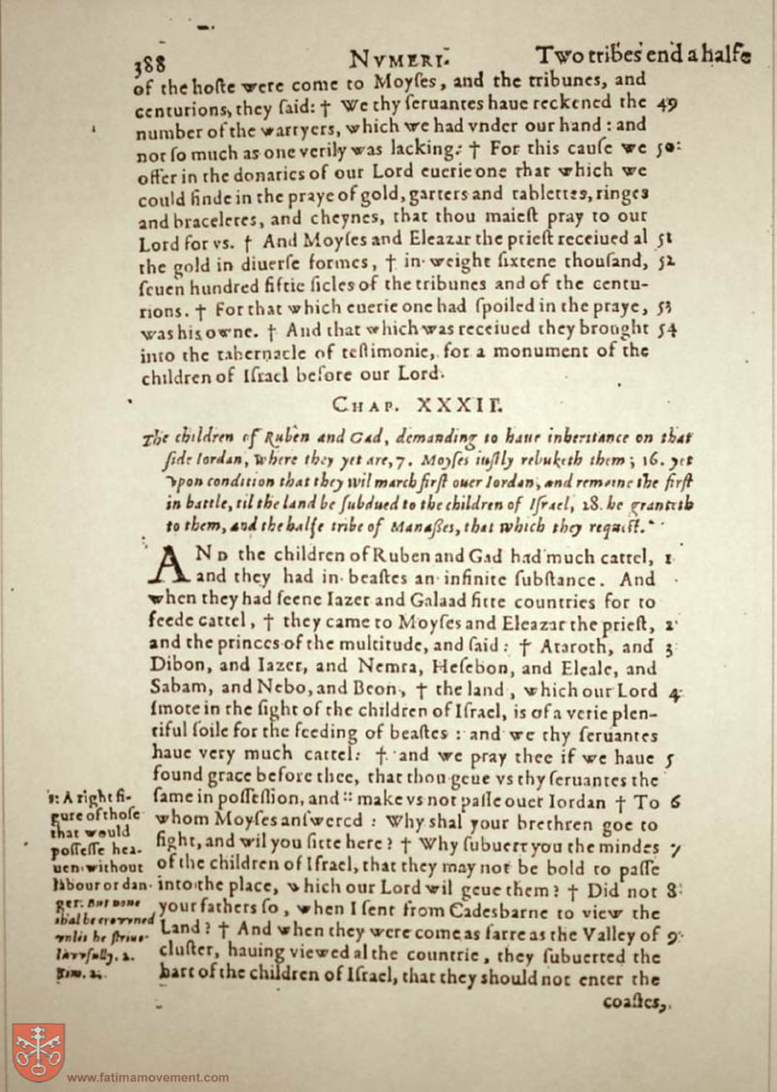 388 NVMERI. Two tribes end a halfe
of the hoſte were come to Moyſes, and the tribunes, and
centurions, they ſaid: † We thy ſeruantes haue reckened the 49
number of the warryers, which we had vnder our hand : and
not ſo much as one verily was lacking: † For this cauſe we 50
offer in the donaries of our Lord euerie one that which we
could finde in the praye of gold, garters and tablettes, ringes
and braceletes, and cheynes, that thou maieſt pray to our
Lord for vs. † And Moyſes and Eleazar the prieſt receiued al 51
the gold in diuerſe formes, † in weight ſixtene thouſand, 52
ſeuen hundred fiftie ſicles of the tribunes and of the centu-
rions. † For that which euerie one had ſpoiled in the praye, 53
was his owne. † And that which was receiued they brought 54
into the tabernacle of teſtimonie, for a monument of the
children of Iſrael before our Lord.
CHAP. XXXII.
The children of Ruben and Gad, demanding to haue inheritance on that
ſide Iordan, where they yet are, 7. Moyſes iuſtly rebuketh them; 16. yet
vpon condition that they wil march firſt ouer Iordan, and remaine the firſt
in battle, til the land be ſubdued to the children of Iſrael, 28. he granteth
to them, and the halfe tribe of Manaſſes, that which they requeſt.
AND the children of Ruben and Gad had much cattel, 1
and they had in beaſtes an infinite ſubſtance. And
when they had ſeene Iazer and Galaad fitte countries for to
feede cattel, † they came to Moyſes and Eleazar the prieſt, 2
and the princes of the multitude, and ſaid: † Ataroth, and 3
Dibon, and Iazer, and Nemra, Heſebon, and Eleale, and
Sabam, and Nebo, and Beon, † the land, which our Lord 4
ſmote in the ſight of the children of Iſrael, is of a verie plen-
tiful ſoile for the feeding of beaſtes : and we thy ſeruantes
haue very much cattel: † and we pray thee if we haue 5
found grace before thee, that thou geue vs thy ſeruantes the
ſame in poſſeſſion, and :: make vs not paſſe ouer Iordan † To 6
whom Moyſes anſwered : Why shal your brethren goe to
fight, and wil you ſitte here? † Why ſubuert you the mindes 7
of the children of Iſrael, that they may not be bold to paſſe
into the place, which our Lord wil geue them? † Did not 8
your fathers ſo, when I ſent from Cadesbarne to view the
Land? † And when they were come as farre as the Valley of 9
cluſter, hauing viewed al the countrie, they ſubuerted the
hart of the children of Iſrael, that they should not enter the
coaſtes,
:: A right fi-
gure of thoſe
that would
poſſeſſe hea-
uen without
labour or dan-
ger. But none
shal be crowned
vnles he ſtriue
lawfully. 2.
Tim. 2.
www.fatimamovement.com